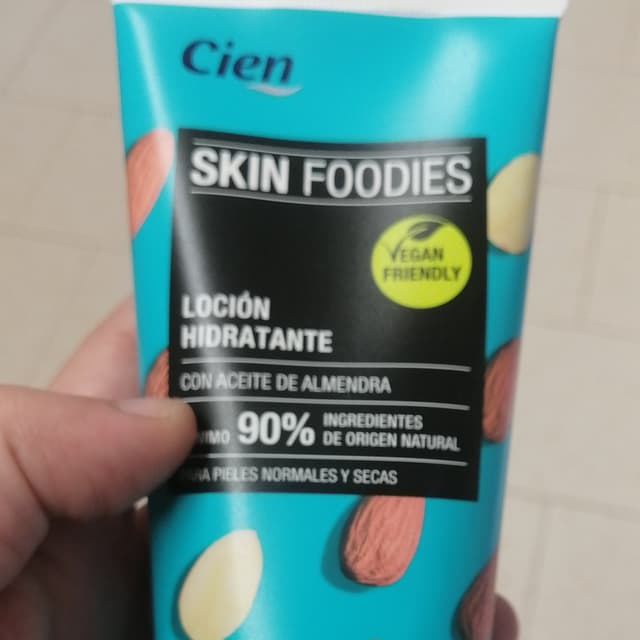 Cien
SKIN FOODIES
VEGAN
FRIENDLY
LOCIÓN
HIDRATANTE
CON ACEITE DE ALMENDRA
90% INGREDIENTES
DE ORIGEN NATURAL
PIELES NORMALES Y SECAS